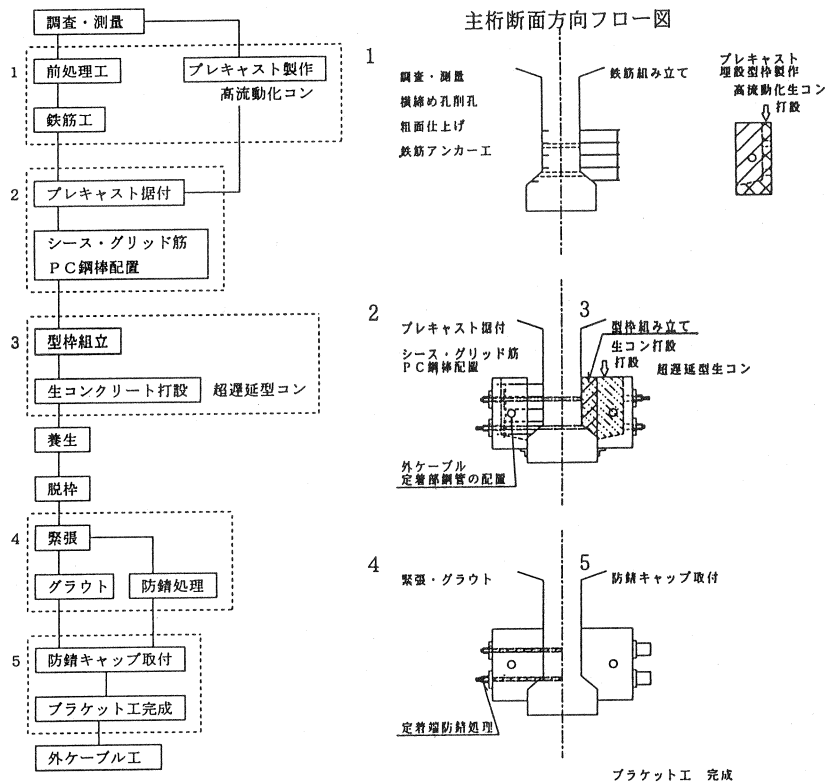 調査・測量
1
前処理工
プレキャスト製作
高流動化コン
鉄筋工
2
プレキャスト据付
シース・グリッド筋
PC鋼棒配置
3
型枠組立
生コンクリート打設
超遅延型コン
養生
脱枠
4
緊張
グラウト
防錆処理
5
防錆キャップ取付
ブラケット工完成
外ケーブル工
主桁断面方向フロー図
1
調査・測量
横締め孔削孔
粗面仕上げ
鉄筋アンカー工
鉄筋組み立て
プレキャスト
埋設型枠製作
高流動化生コン
打設
2
プレキャスト据付
シース・グリッド筋
PC鋼棒配置
外ケーブル
定着部鋼管の配置
3
型枠組み立て
生コン打設
打設
超遅延型生コン
4
緊張・グラウト
定着端防錆処理
5
防錆キャップ取付
ブラケット工 完成